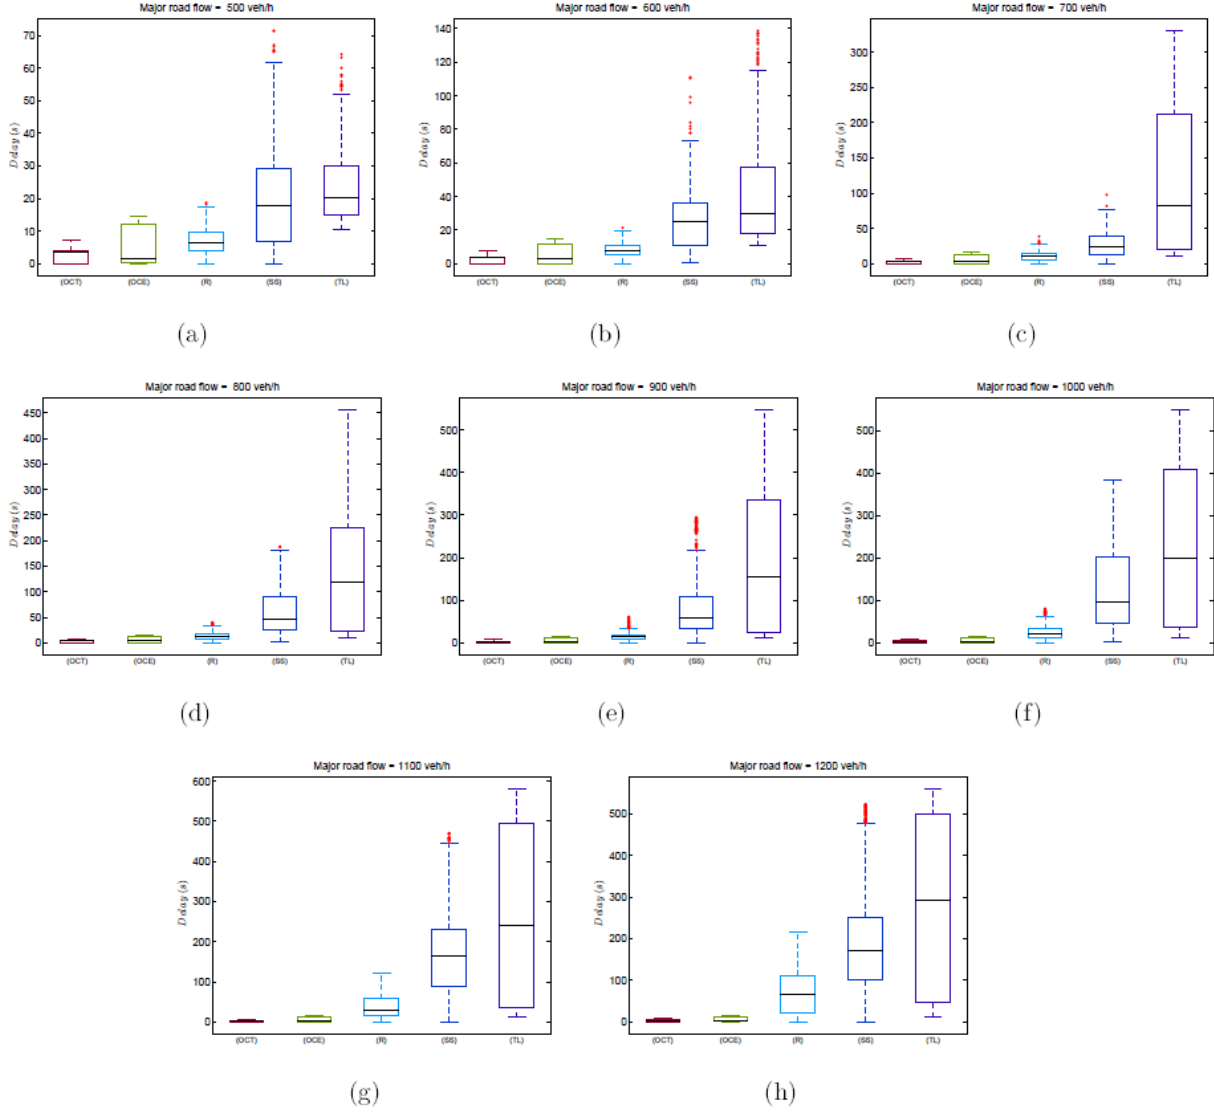 Major road flow = 500 veh/h
Major road flow = 600 veh/h
Major road flow = 700 veh/h
70
60
50
40
30
20
10
0
Delay (s)
(OCT) (OCE) (R) (SS) (TL)
(a)
140
120
100
80
60
40
20
0
Delay (s)
(OCT) (OCE) (R) (SS) (TL)
(b)
300
250
200
150
100
50
0
Delay (s)
(OCT) (OCE) (R) (SS) (TL)
(c)
Major road flow = 800 veh/h
450
400
350
300
250
200
150
100
50
0
Delay (s)
(OCT) (OCE) (R) (SS) (TL)
(d)
Major road flow = 900 veh/h
500
400
300
200
100
0
Delay (s)
(OCT) (OCE) (R) (SS) (TL)
(e)
Major road flow = 1000 veh/h
500
400
300
200
100
0
Delay (s)
(OCT) (OCE) (R) (SS) (TL)
(f)
Major road flow = 1100 veh/h
600
500
400
300
200
100
0
Delay (s)
(OCT) (OCE) (R) (SS) (TL)
(g)
Major road flow = 1200 veh/h
500
400
300
200
100
0
Delay (s)
(OCT) (OCE) (R) (SS) (TL)
(h)